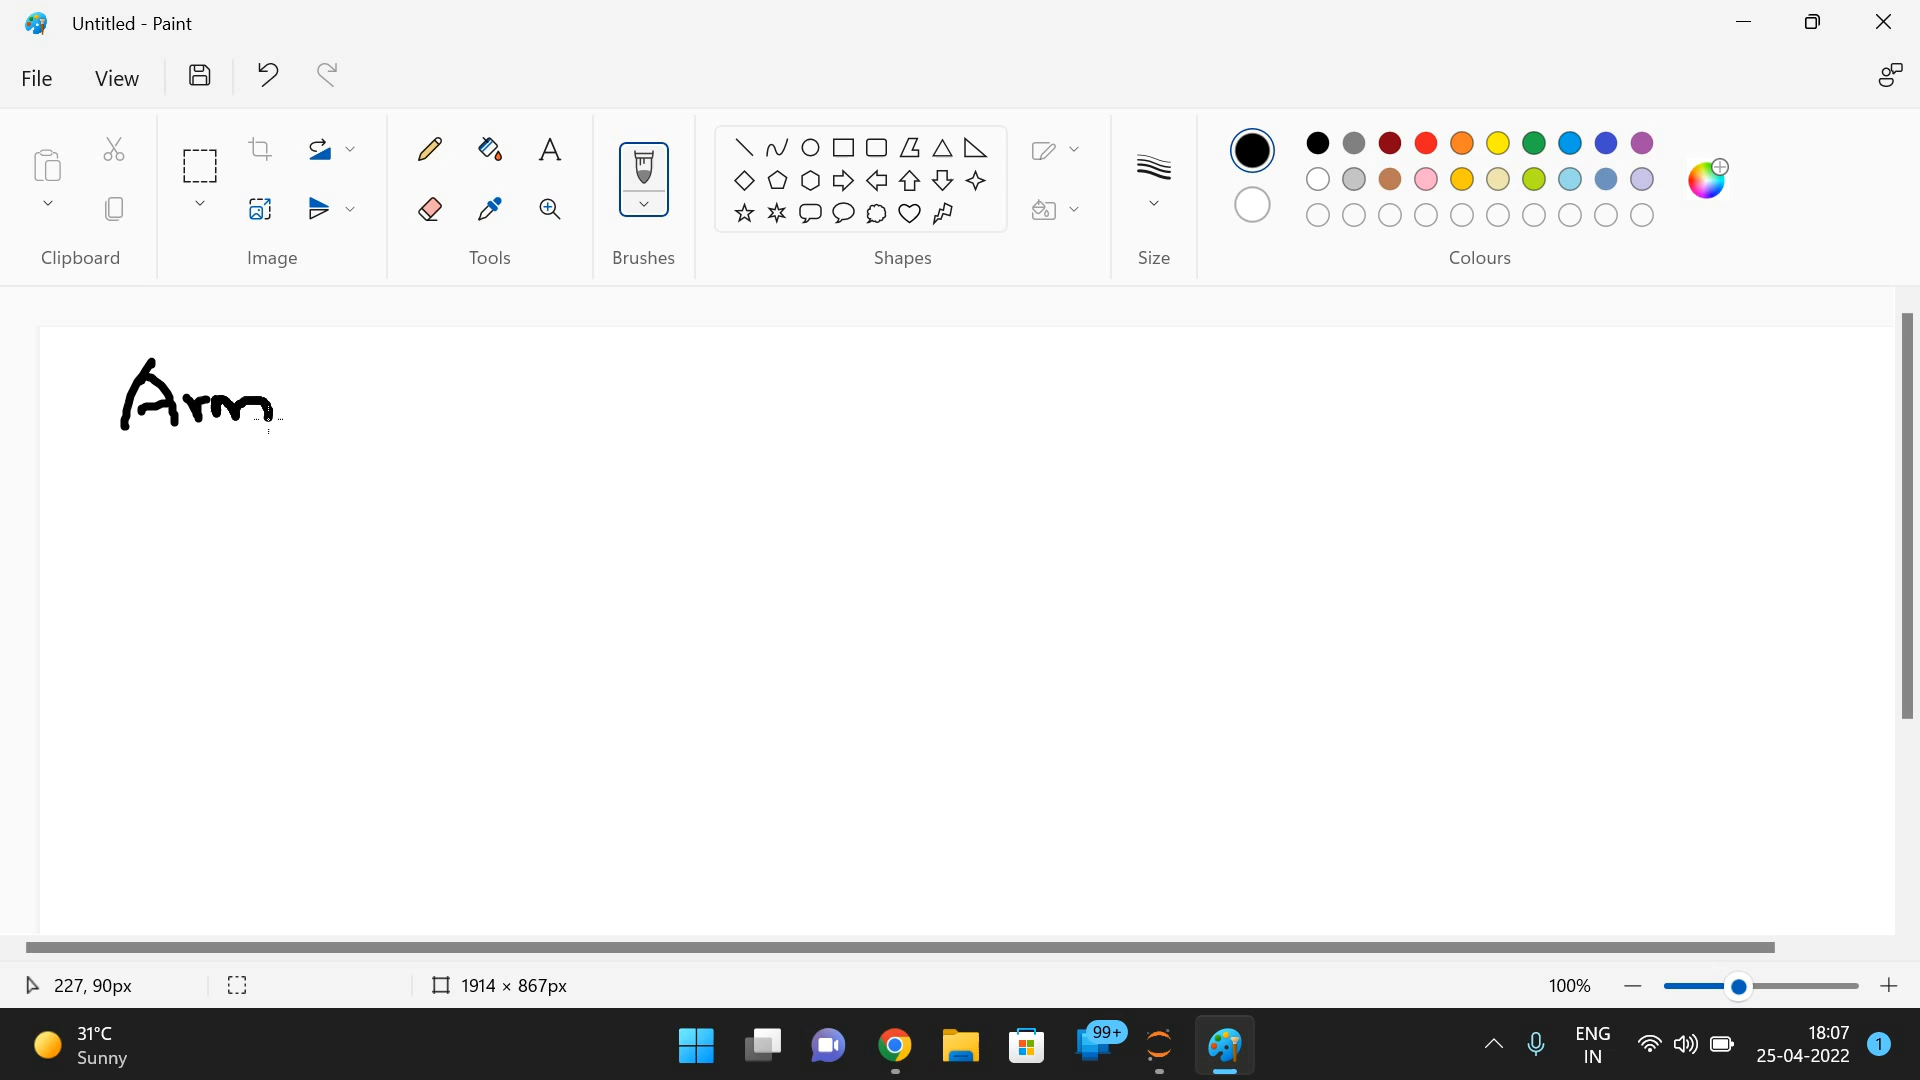 Untitled - Paint
File View
Clipboard Image Tools Brushes Shapes Size Colours
Arm
227, 90px 1914 × 867px 100%
31°C
Sunny
99+
ENG
IN
18:07
25-04-2022
1